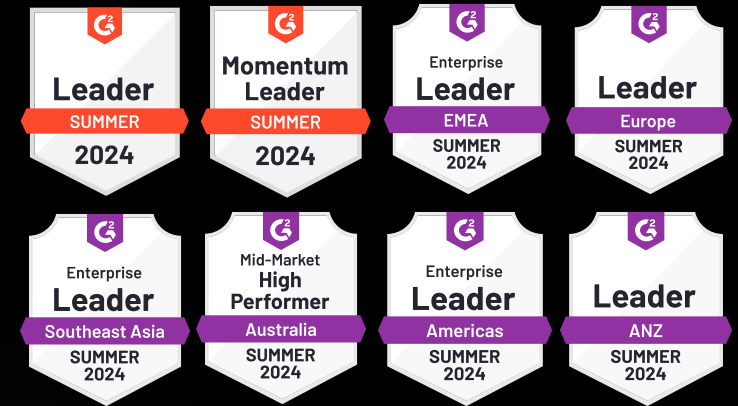 G2
Leader
SUMMER
2024
G2
Momentum
Leader
SUMMER
2024
G2
Enterprise
Leader
EMEA
SUMMER
2024
G2
Leader
Europe
SUMMER
2024
G2
Enterprise
Leader
Southeast Asia
SUMMER
2024
G2
Mid-Market
High
Performer
Australia
SUMMER
2024
G2
Enterprise
Leader
Americas
SUMMER
2024
G2
Leader
ANZ
SUMMER
2024